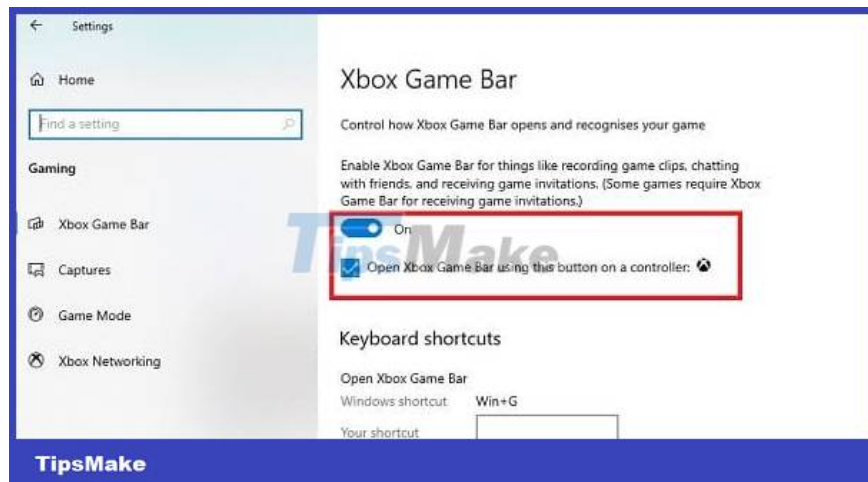 Settings
Home
Find a setting
Gaming
Xbox Game Bar
Captures
Game Mode
Xbox Networking
Xbox Game Bar
Control how Xbox Game Bar opens and recognises your game
Enable Xbox Game Bar for things like recording game clips, chatting
with friends, and receiving game invitations. (Some games require Xbox
Game Bar for receiving game invitations.)
On
Open Xbox Game Bar using this button on a controller:
TipsMake
Keyboard shortcuts
Open Xbox Game Bar
Windows shortcut Win+G
Your shortcut
TipsMake